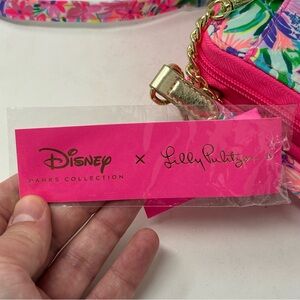 Disney × Lilly Pulitzer
PARKS COLLECTION